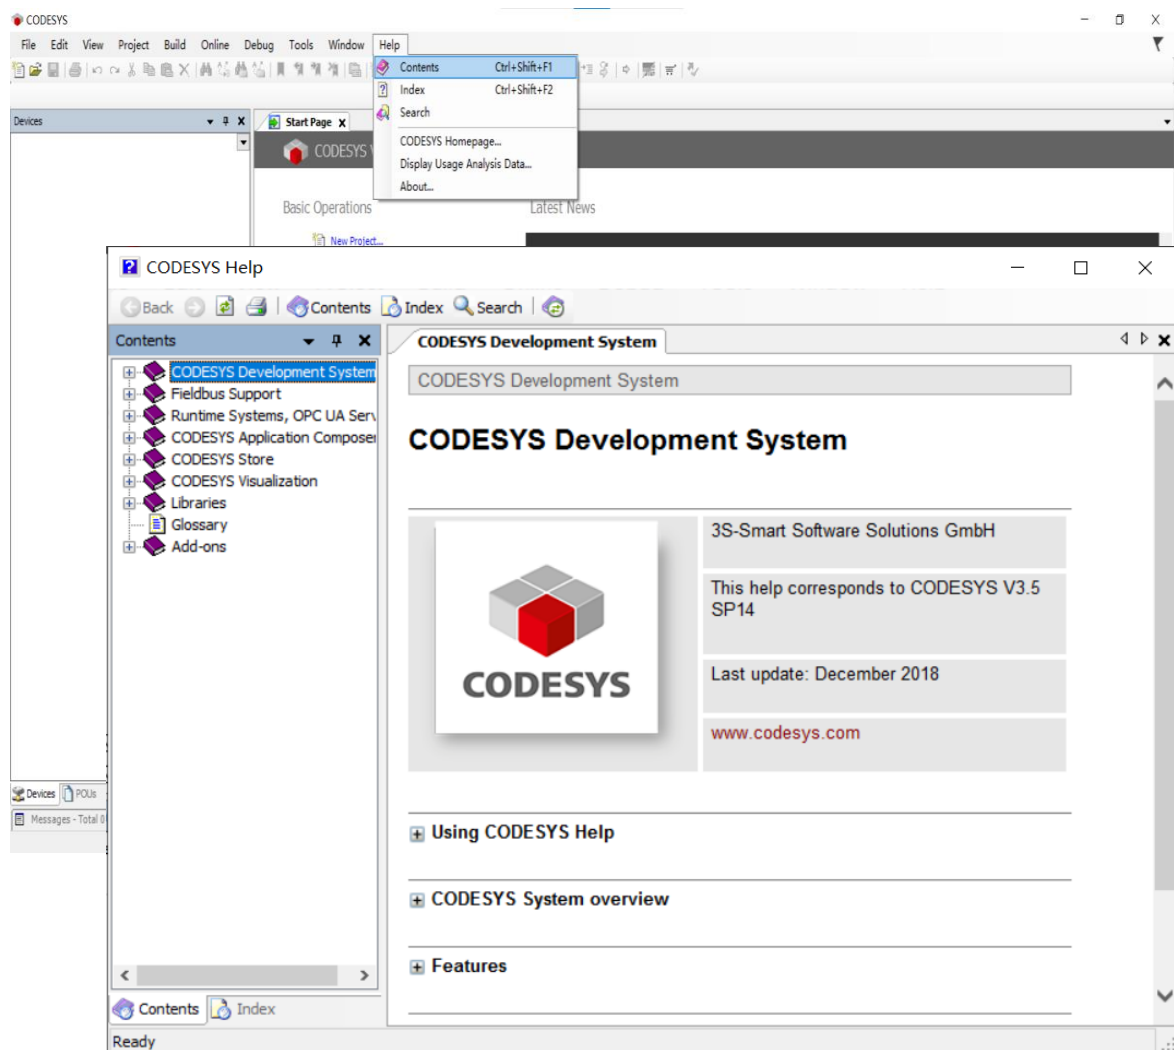 CODESYS
File Edit View Project Build Online Debug Tools Window Help
Contents Ctrl+Shift+F1
Index Ctrl+Shift+F2
Search
CODESYS Homepage...
Display Usage Analysis Data...
About...
Devices
Start Page
CODESYS
Basic Operations
Latest News
New Project...
Devices
POUs
Messages - Total 0
CODESYS Help
Back Contents Index Search
Contents
CODESYS Development System
Fieldbus Support
Runtime Systems, OPC UA Serv
CODESYS Application Compose
CODESYS Store
CODESYS Visualization
Libraries
Glossary
Add-ons
Contents Index
Ready
CODESYS Development System
CODESYS Development System
CODESYS Development System
CODESYS
3S-Smart Software Solutions GmbH
This help corresponds to CODESYS V3.5
SP14
Last update: December 2018
www.codesys.com
Using CODESYS Help
CODESYS System overview
Features